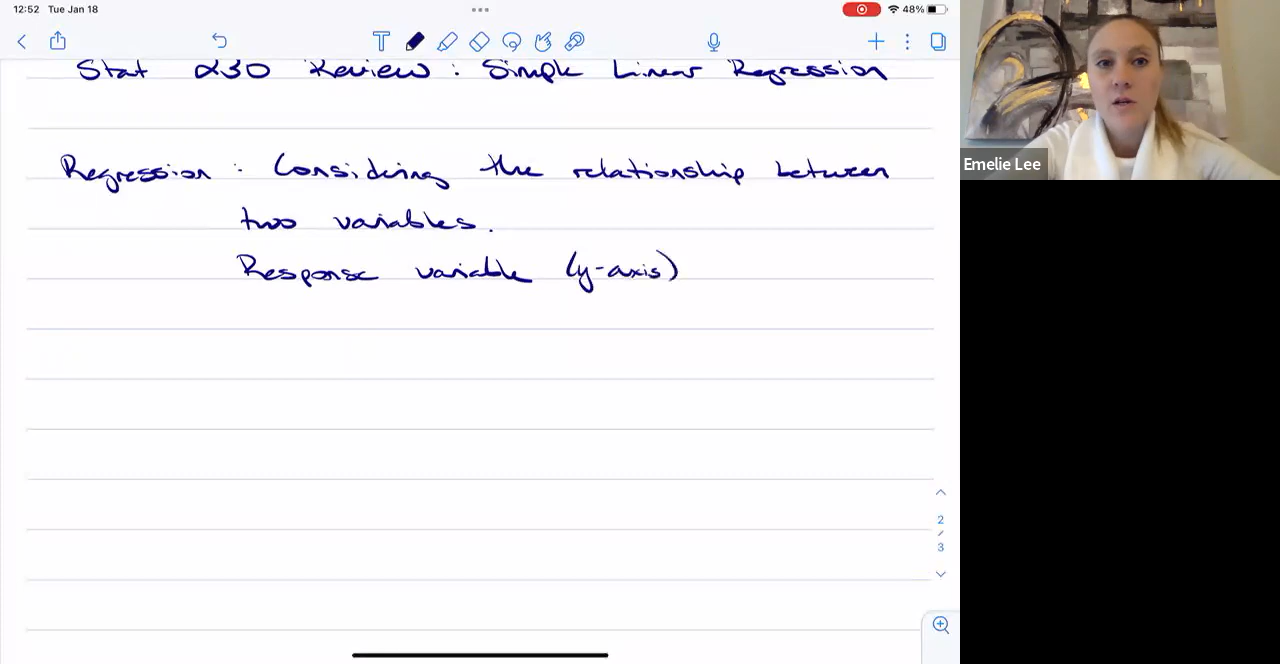 12:52 Tue Jan 18
48%
Stat 230 Review : Simple Linear Regression
Regression : Considering the relationship between
two variables.
Response variable (y-axis)
Emelie Lee
2
/
3